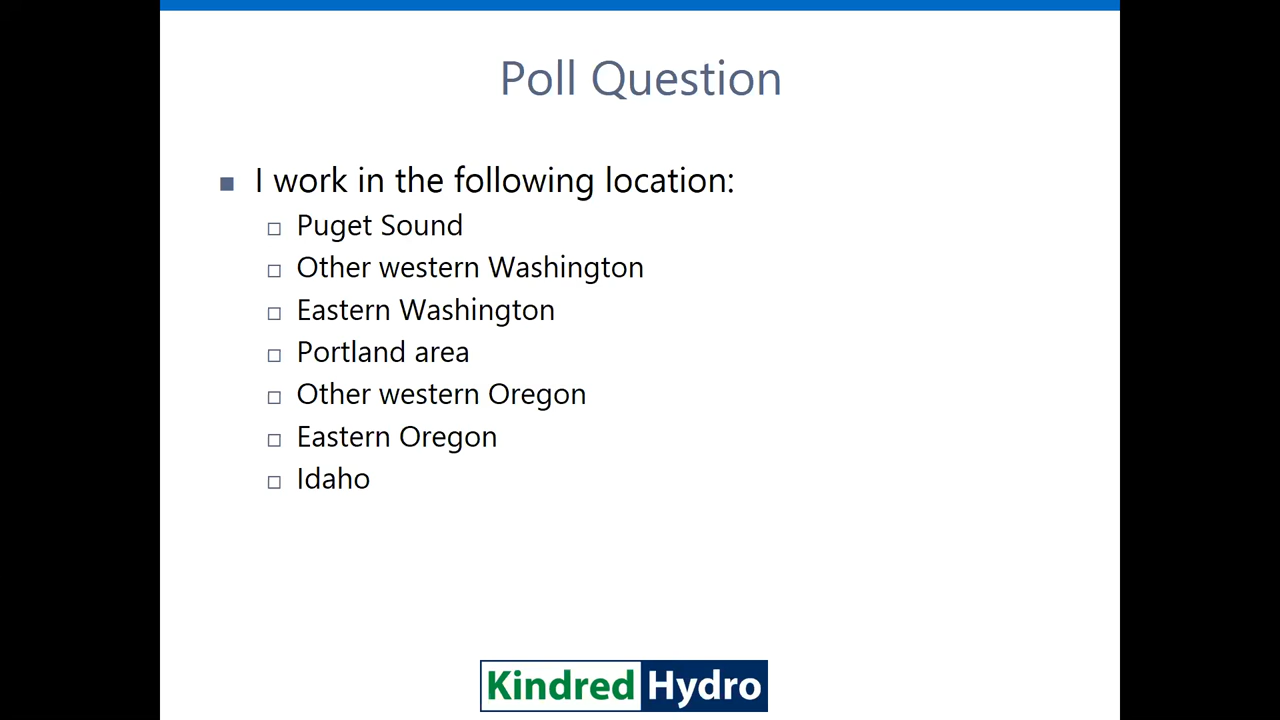 Poll Question
I work in the following location:
Puget Sound
Other western Washington
Eastern Washington
Portland area
Other western Oregon
Eastern Oregon
Idaho
Kindred Hydro